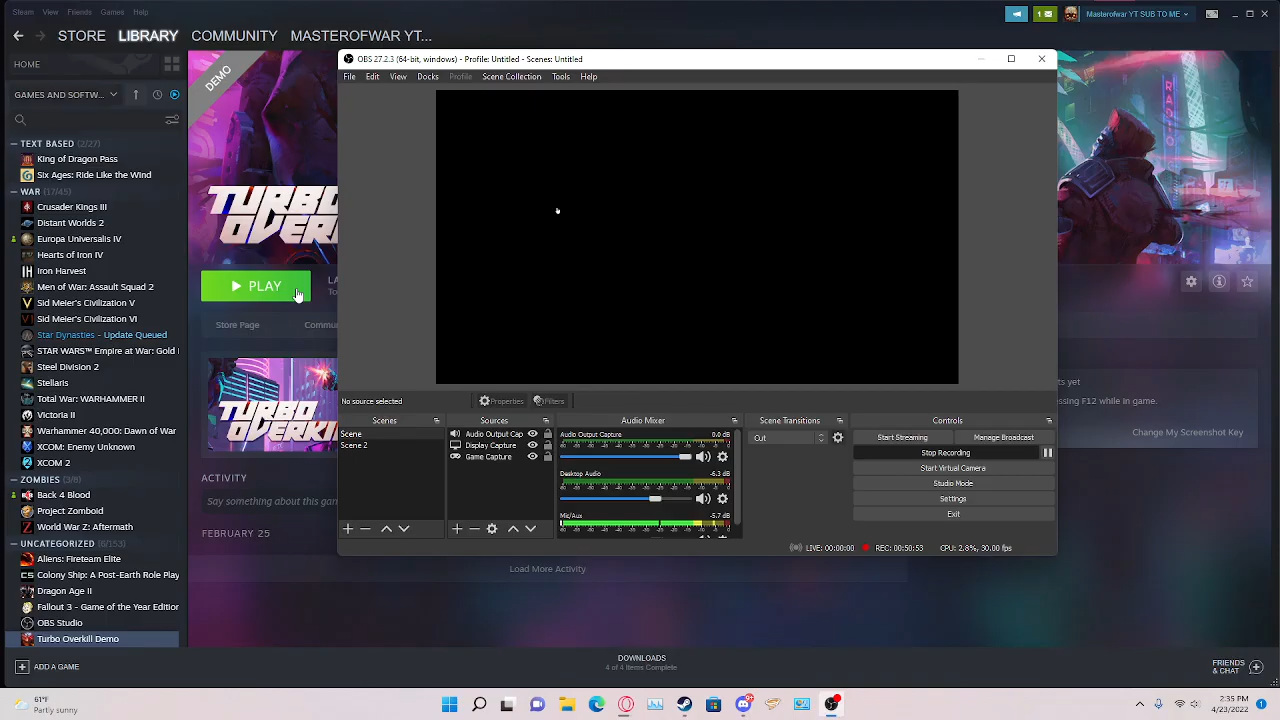 Steam View Friends Games Help
1
Masterofwar YT SUB TO ME
STORE LIBRARY COMMUNITY MASTEROFWAR YT...
HOME
GAMES AND SOFTW...
TEXT BASED (2/27)
King of Dragon Pass
Six Ages: Ride Like the Wind
WAR (17/45)
Crusader Kings III
Distant Worlds 2
Europa Universalis IV
Hearts of Iron IV
Iron Harvest
Men of War: Assault Squad 2
Sid Meier's Civilization V
Sid Meier's Civilization VI
Star Dynasties - Update Queued
STAR WARS™ Empire at War: Gold
Steel Division 2
Stellaris
Total War: WARHAMMER II
Victoria II
Warhammer 40,000: Dawn of War
XCOM: Enemy Unknown
XCOM 2
ZOMBIES (3/8)
Back 4 Blood
Project Zomboid
World War Z: Aftermath
UNCATEGORIZED (6/153)
Aliens: Fireteam Elite
Colony Ship: A Post-Earth Role Play
Dragon Age II
Fallout 3 - Game of the Year Edition
OBS Studio
Turbo Overkill Demo
ADD A GAME
DEMO
TURBO
OVERK
PLAY
LA
To
Store Page
Commu
TURBO
OVERKI
ACTIVITY
Say something about this gam
FEBRUARY 25
Load More Activity
RADIO
ts yet
essing F12 while in game.
Change My Screenshot Key
OBS 27.2.3 (64-bit, windows) - Profile: Untitled - Scenes: Untitled
File Edit View Docks Profile Scene Collection Tools Help
No source selected
Properties
Filters
Scenes
Scene
Scene 2
Sources
Audio Output Cap
Display Capture
Game Capture
Audio Mixer
Audio Output Capture 0.0 dB
Desktop Audio -6.3 dB
Mic/Aux -5.7 dB
Scene Transitions
Cut
Controls
Start Streaming
Manage Broadcast
Stop Recording
Start Virtual Camera
Studio Mode
Settings
Exit
LIVE: 00:00:00
REC: 00:50:53
CPU: 2.8%, 30.00 fps
DOWNLOADS
4 of 4 Items Complete
FRIENDS
& CHAT
61°F
Partly sunny
2:35 PM
4/23/2022
1